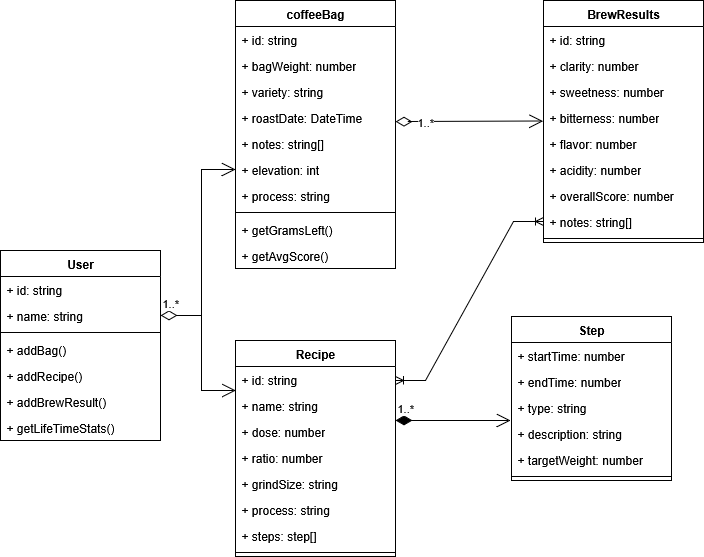 coffeeBag
+ id: string
+ bagWeight: number
+ variety: string
+ roastDate: DateTime
+ notes: string[]
+ elevation: int
+ process: string
+ getGramsLeft()
+ getAvgScore()
1..*
BrewResults
+ id: string
+ clarity: number
+ sweetness: number
+ bitterness: number
+ flavor: number
+ acidity: number
+ overallScore: number
+ notes: string[]
User
+ id: string
+ name: string
+ addBag()
+ addRecipe()
+ addBrewResult()
+ getLifeTimeStats()
1..*
Recipe
+ id: string
+ name: string
+ dose: number
+ ratio: number
+ grindSize: string
+ process: string
+ steps: step[]
1..*
Step
+ startTime: number
+ endTime: number
+ type: string
+ description: string
+ targetWeight: number